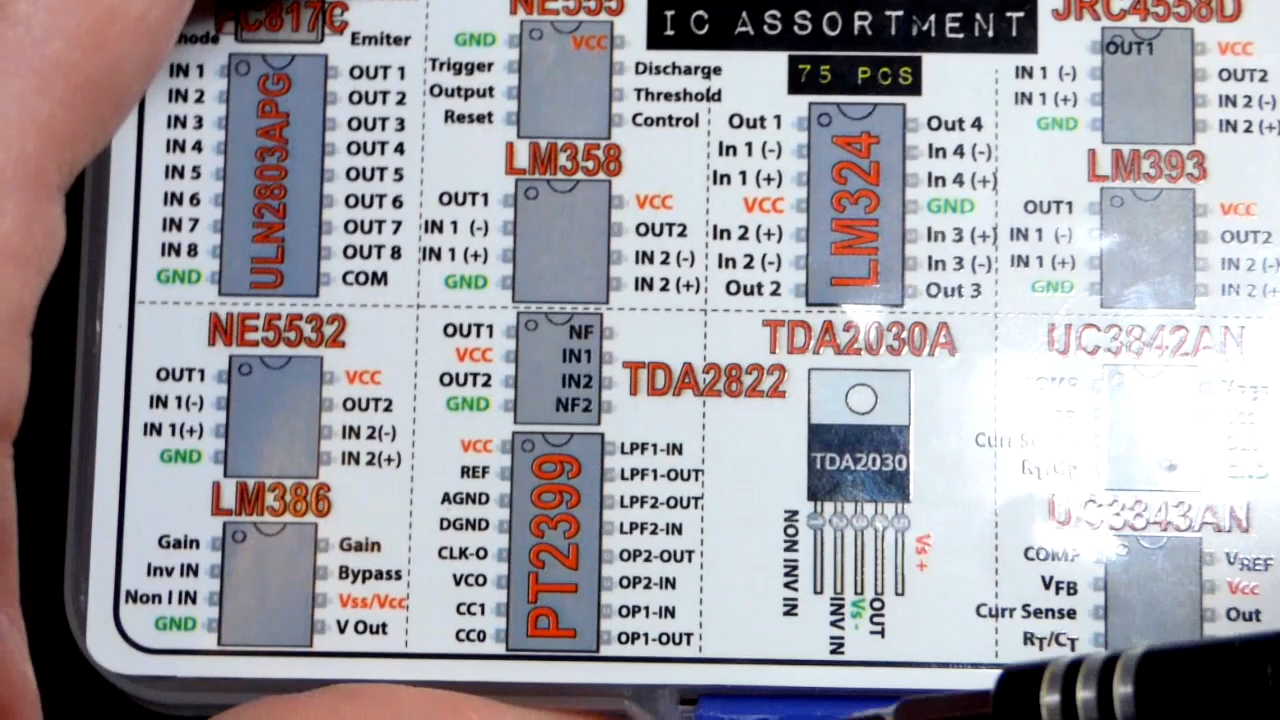 PC817C
Emiter
IN 1
OUT 1
IN 2
OUT 2
IN 3
OUT 3
IN 4
OUT 4
IN 5
OUT 5
IN 6
OUT 6
IN 7
OUT 7
IN 8
OUT 8
GND
COM
ULN2803APG
NE555
GND
VCC
Trigger
Discharge
Output
Threshold
Reset
Control
LM358
OUT1
VCC
IN 1 (-)
OUT2
IN 1 (+)
IN 2 (-)
GND
IN 2 (+)
IC ASSORTMENT
75 PCS
Out 1
Out 4
In 1 (-)
In 4 (-)
In 1 (+)
In 4 (+)
VCC
GND
In 2 (+)
In 3 (+)
In 2 (-)
In 3 (-)
Out 2
Out 3
LM324
JRC4558D
OUT1
VCC
IN 1 (-)
OUT2
IN 1 (+)
IN 2 (-)
GND
IN 2 (+
LM393
OUT1
VCC
IN 1 (-)
OUT2
IN 1 (+)
IN 2 (-
GND
IN 2 (+
NE5532
OUT1
VCC
IN 1(-)
OUT2
IN 1(+)
IN 2(-)
GND
IN 2(+)
LM386
Gain
Gain
Inv IN
Bypass
Non I IN
Vss/Vcc
GND
V Out
OUT1
NF
VCC
IN1
OUT2
IN2
GND
NF2
TDA2822
VCC
LPF1-IN
REF
LPF1-OUT
AGND
LPF2-OUT
DGND
LPF2-IN
CLK-O
OP2-OUT
VCO
OP2-IN
CC1
OP1-IN
CC0
OP1-OUT
PT2399
TDA2030A
TDA2030
1 2 3 4 5
NON INV IN
INV IN
Vs-
OUT
Vs+
UC3842AN
UC3843AN
COMP
VREF
VFB
Vcc
Curr Sense
Out
RT/CT